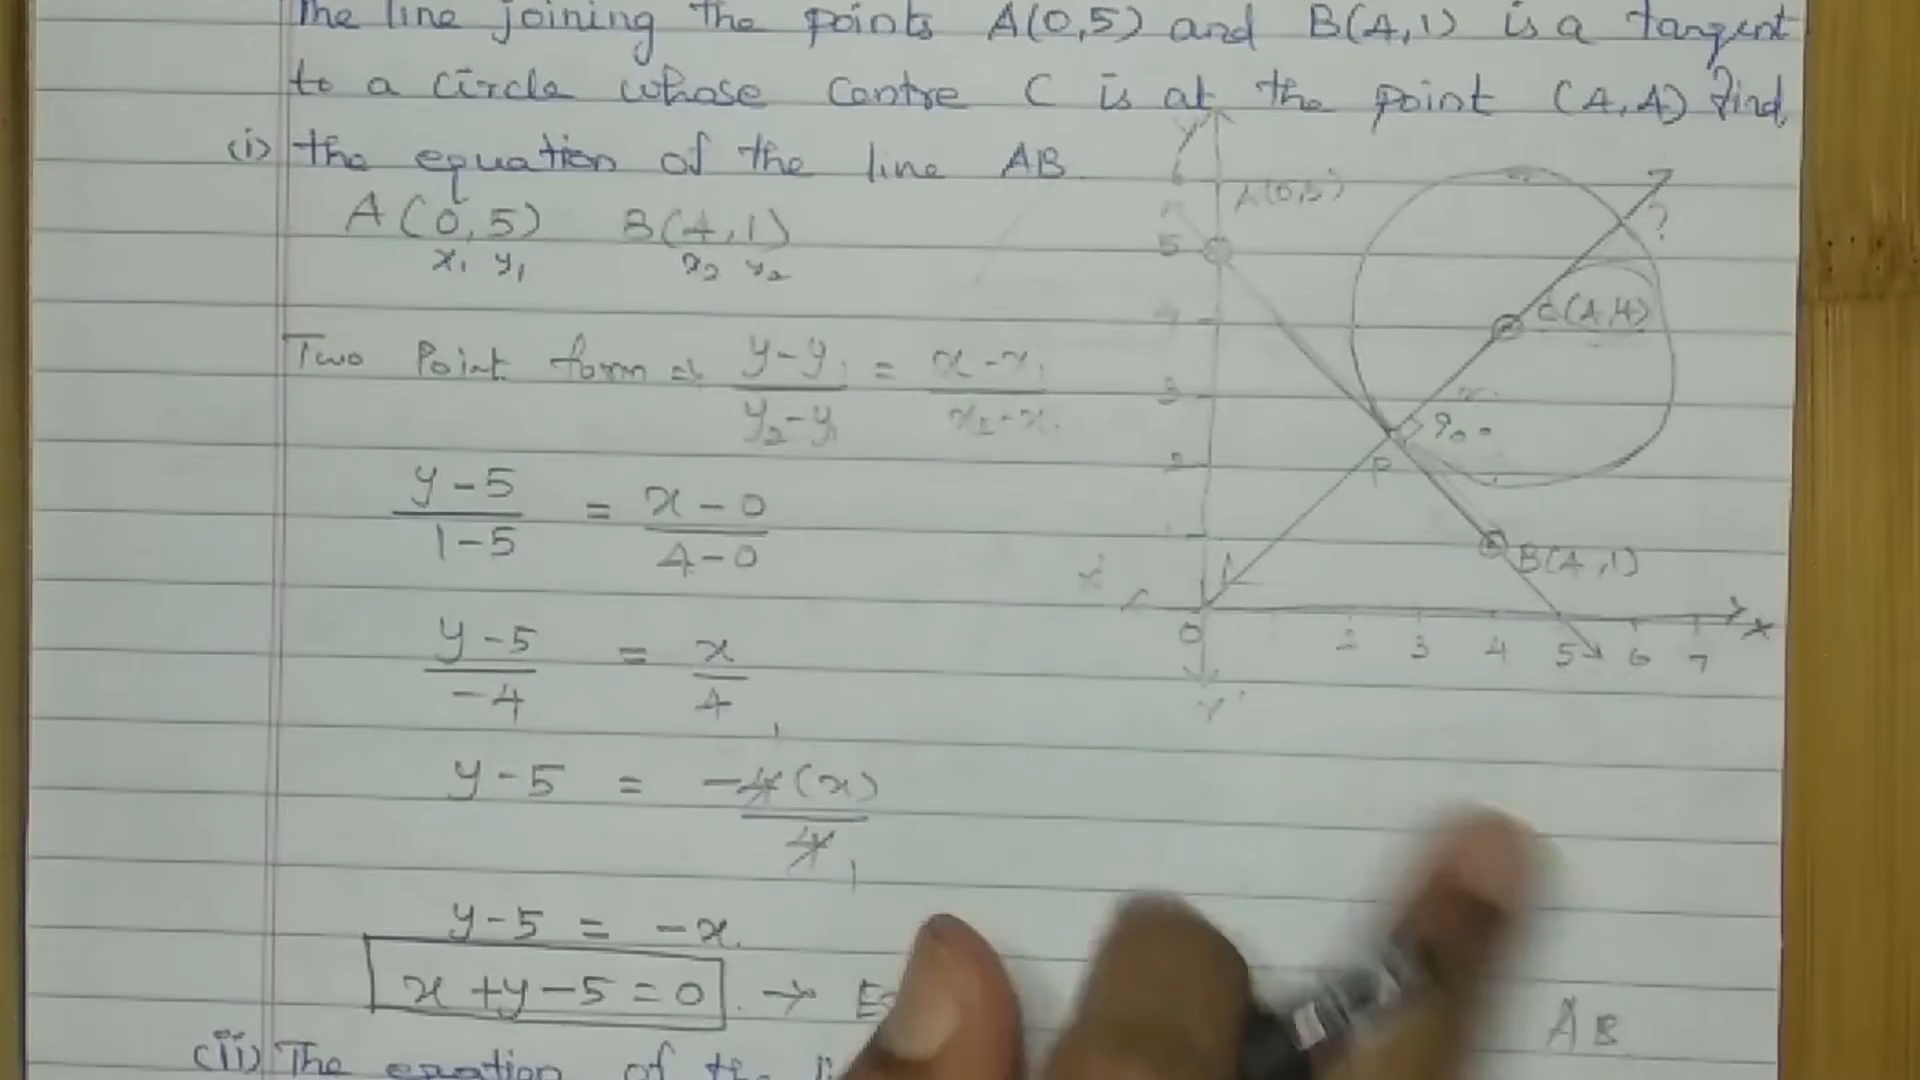 The line joining the points A(0,5) and B(4,1) is a tangent
to a circle whose centre C is at the point (4,4) find
(i) the equation of the line AB
A(0,5) B(4,1)
x₁ y₁ x₂ y₂
Two Point form ⇒ y-y₁/y₂-y₁ = x-x₁/x₂-x₁
y-5/1-5 = x-0/4-0
y-5/-4 = x/4
y-5 = -4(x)/4
1
1
y-5 = -x.
x+y-5=0 → AB
(ii) The equation of
Y
6
A(0,5)
5
4
C(4,4)
?
3
90°
2
P
1
B(4,1)
x'
X
0 2 3 4 5 6 7
Y'